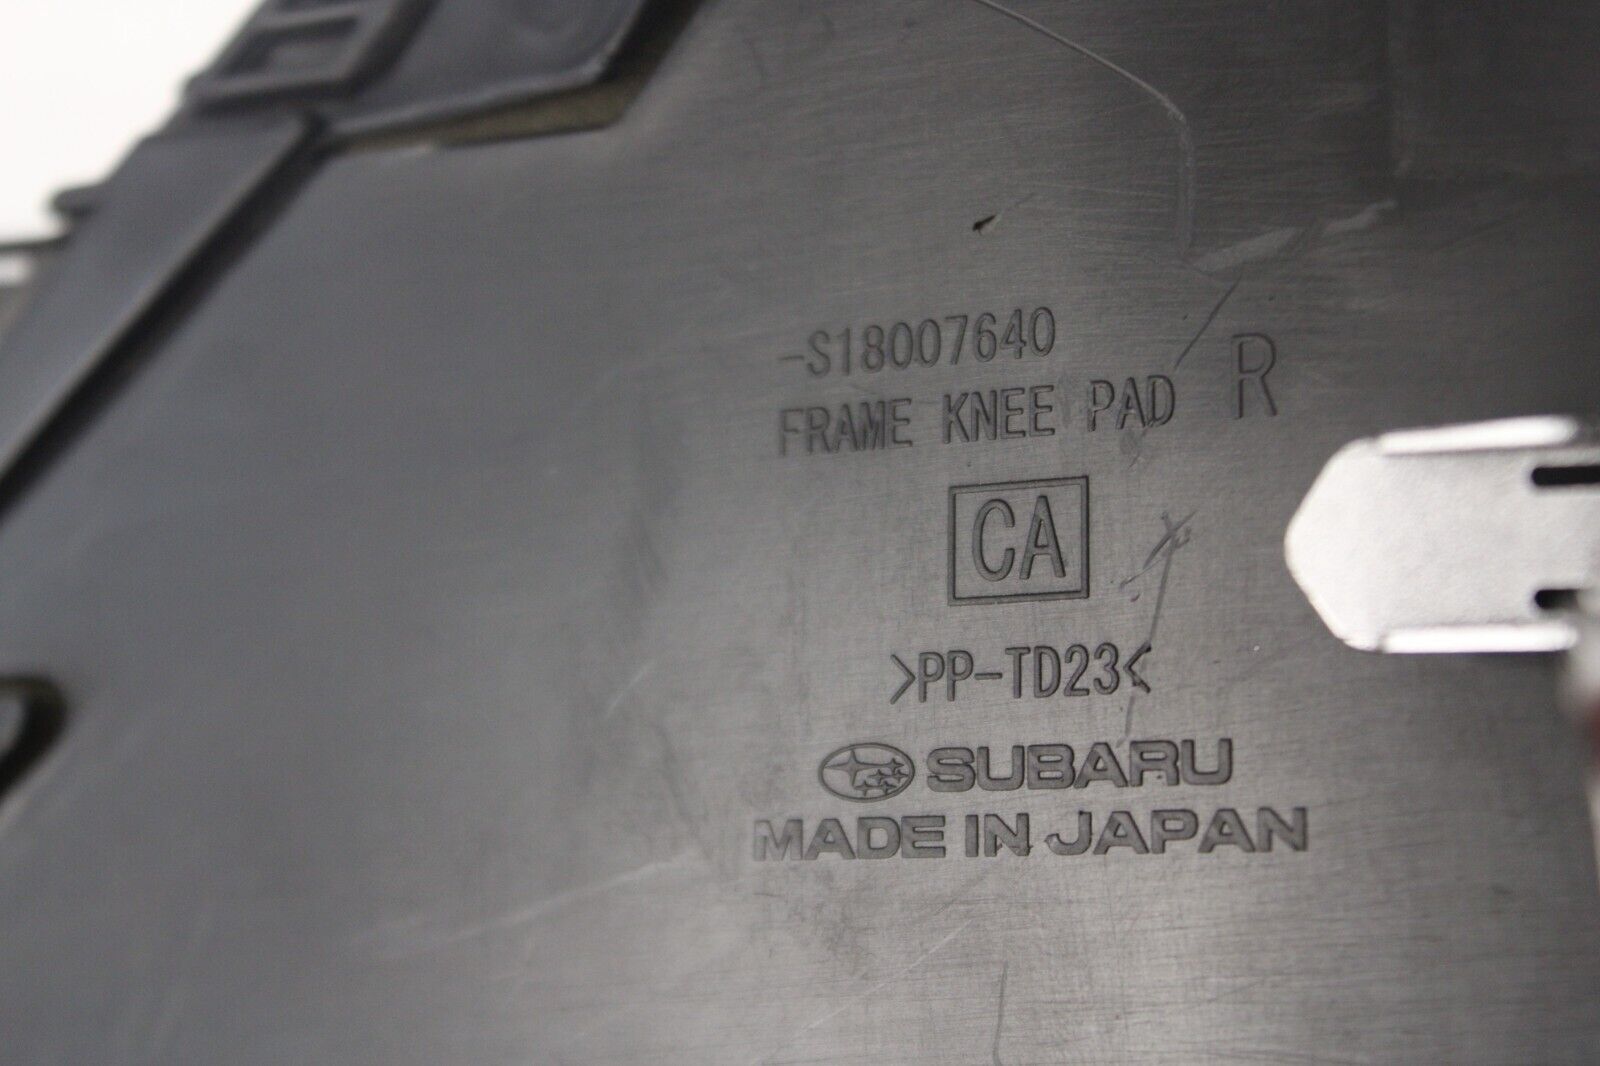 -S18007640
FRAME KNEE PAD R
CA
>PP-TD23<
SUBARU
MADE IN JAPAN